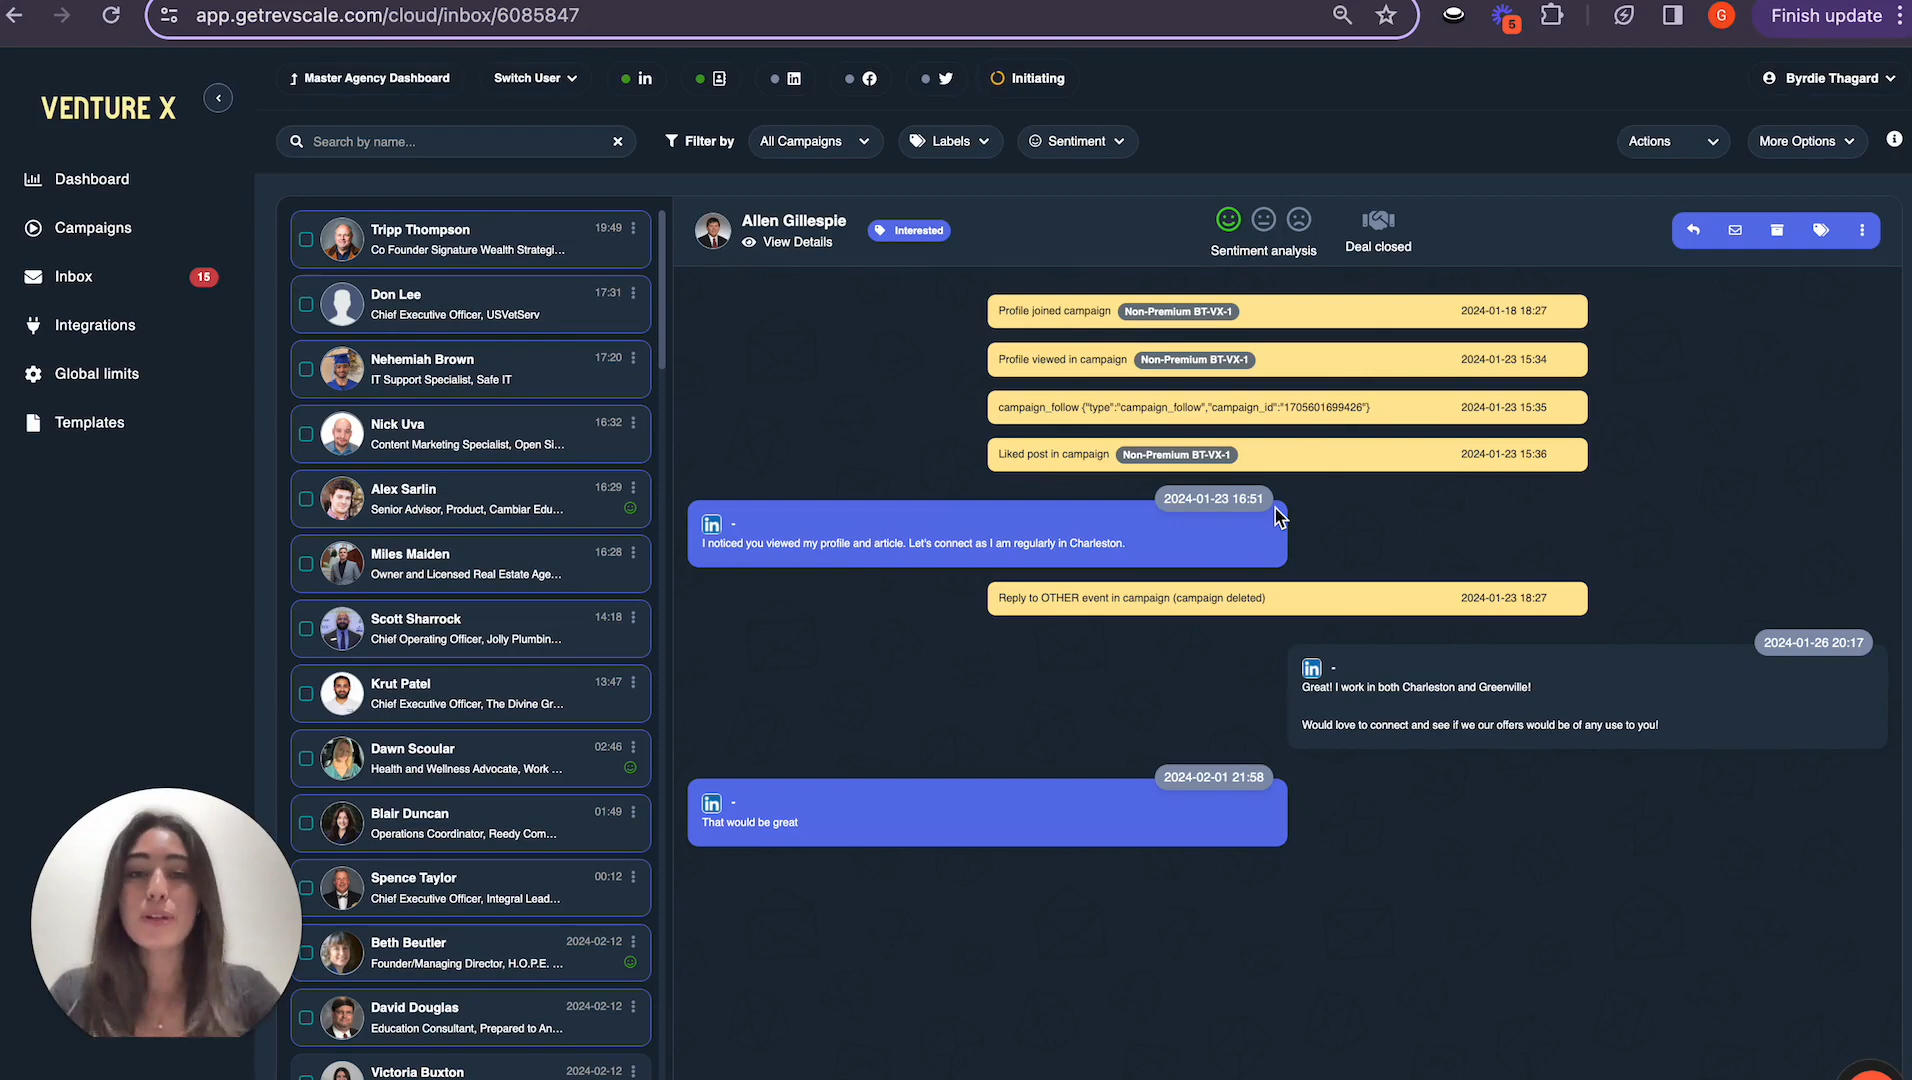 app.getrevscale.com/cloud/inbox/6085847
5
G
Finish update
VENTURE X
Master Agency Dashboard
Switch User
Initiating
Byrdie Thagard
Search by name...
Filter by
All Campaigns
Labels
Sentiment
Actions
More Options
Dashboard
Campaigns
Inbox
15
Integrations
Global limits
Templates
Tripp Thompson
19:49
Co Founder Signature Wealth Strategi...
Don Lee
17:31
Chief Executive Officer, USVetServ
Nehemiah Brown
17:20
IT Support Specialist, Safe IT
Nick Uva
16:32
Content Marketing Specialist, Open Si...
Alex Sarlin
16:29
Senior Advisor, Product, Cambiar Edu...
Miles Maiden
16:28
Owner and Licensed Real Estate Age...
Scott Sharrock
14:18
Chief Operating Officer, Jolly Plumbin...
Krut Patel
13:47
Chief Executive Officer, The Divine Gr...
Dawn Scoular
02:46
Health and Wellness Advocate, Work ...
Blair Duncan
01:49
Operations Coordinator, Reedy Com...
Spence Taylor
00:12
Chief Executive Officer, Integral Lead...
Beth Beutler
2024-02-12
Founder/Managing Director, H.O.P.E. ...
David Douglas
2024-02-12
Education Consultant, Prepared to An...
Victoria Buxton
2024-02-12
Allen Gillespie
View Details
Interested
Sentiment analysis
Deal closed
Profile joined campaign Non-Premium BT-VX-1 2024-01-18 18:27
Profile viewed in campaign Non-Premium BT-VX-1 2024-01-23 15:34
campaign_follow {"type":"campaign_follow","campaign_id":"1705601699426"} 2024-01-23 15:35
Liked post in campaign Non-Premium BT-VX-1 2024-01-23 15:36
2024-01-23 16:51
in -
I noticed you viewed my profile and article. Let's connect as I am regularly in Charleston.
Reply to OTHER event in campaign (campaign deleted) 2024-01-23 18:27
2024-01-26 20:17
in -
Great! I work in both Charleston and Greenville!
Would love to connect and see if we our offers would be of any use to you!
2024-02-01 21:58
in -
That would be great